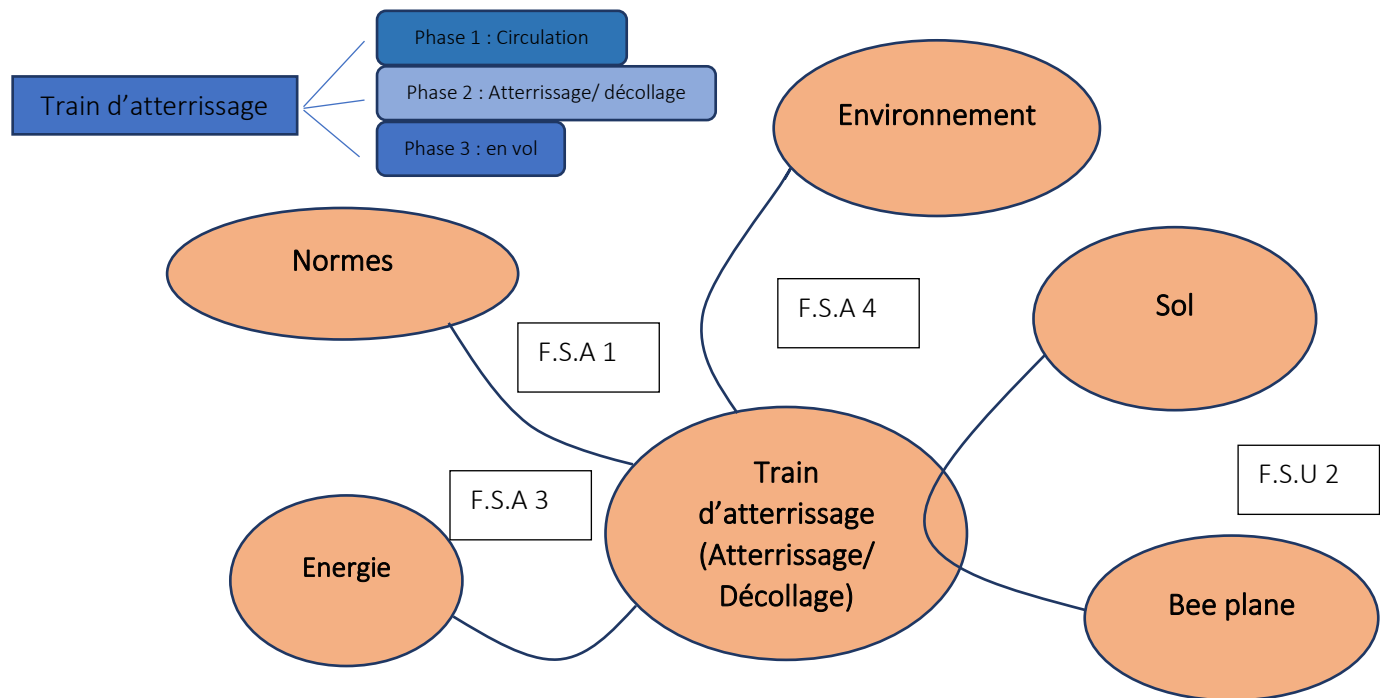 Train d’atterrissage
Phase 1 : Circulation
Phase 2 : Atterrissage/ décollage
Phase 3 : en vol
Environnement
Normes
Sol
F.S.A 4
F.S.A 1
F.S.A 3
F.S.U 2
Energie
Train
d’atterrissage
(Atterrissage/
Décollage)
Bee plane